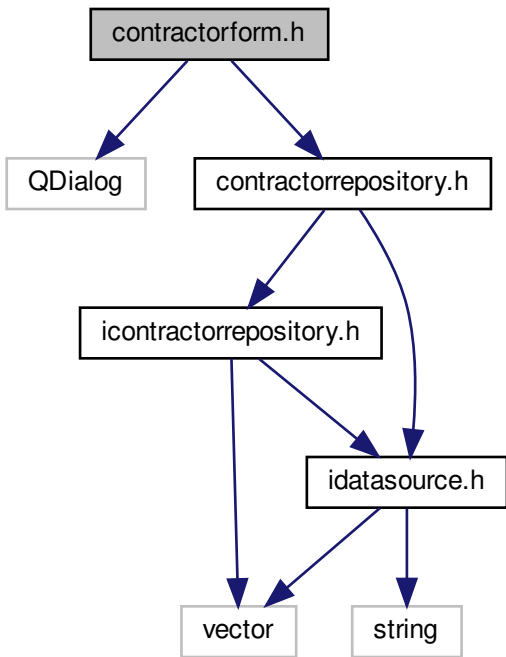 contractorform.h
QDialog
contractorrepository.h
icontractorrepository.h
idatasource.h
vector
string